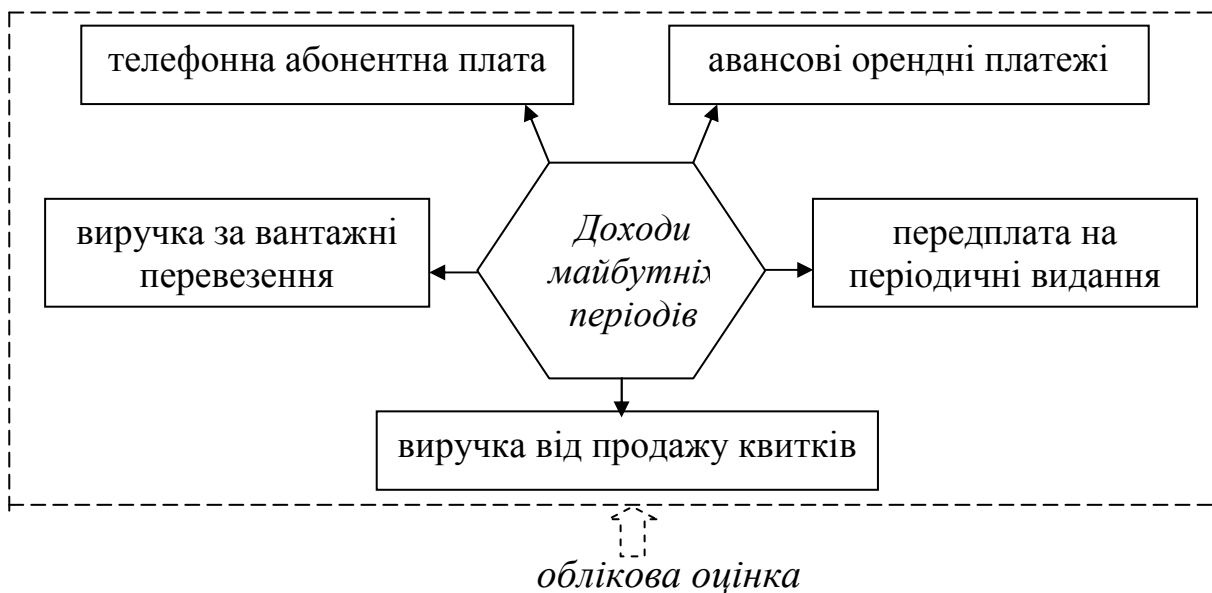 телефонна абонентна плата
авансові орендні платежі
виручка за вантажні
перевезення
Доходи
майбутніх
періодів
передплата на
періодичні видання
виручка від продажу квитків
облікова оцінка